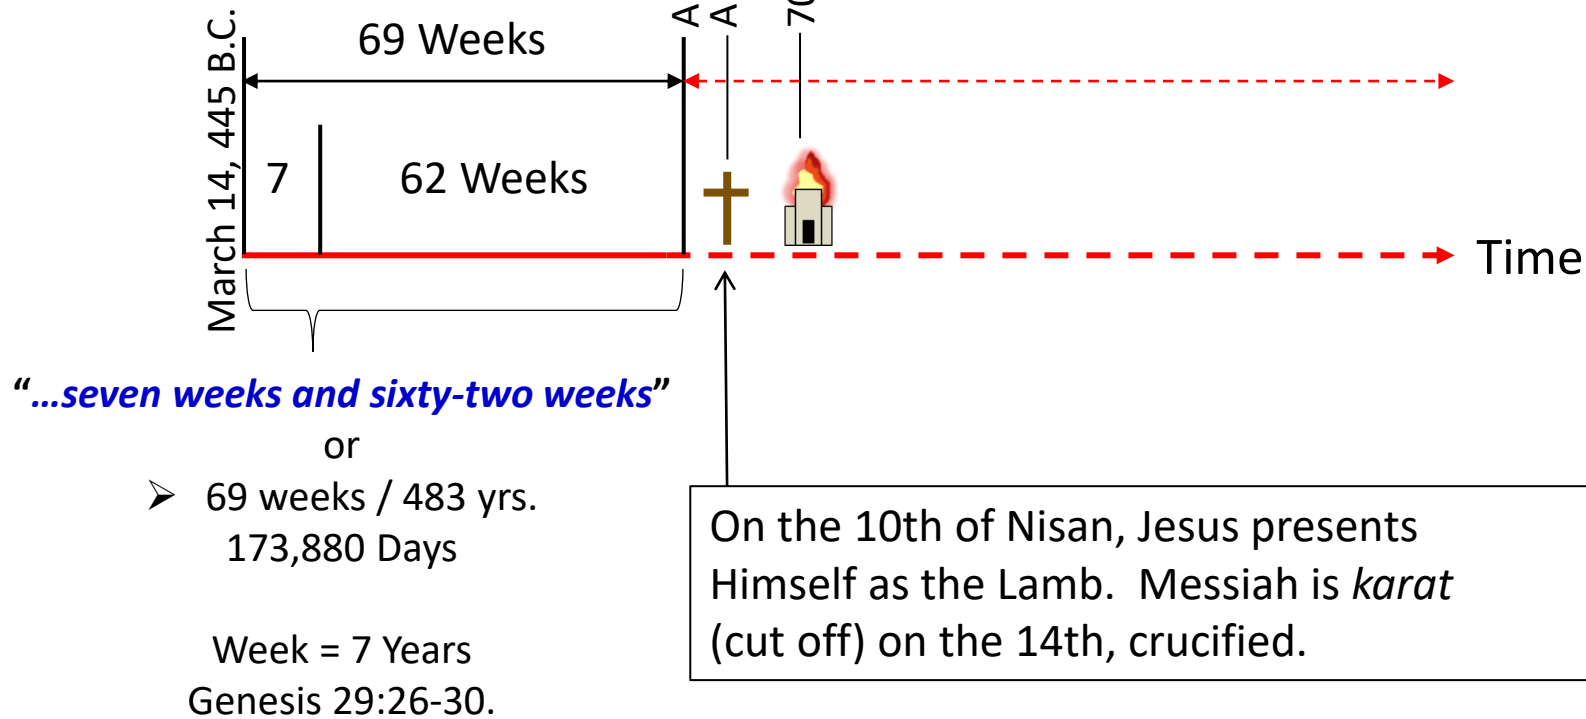 March 14, 445 B.C.
69 Weeks
A
A
70
7
62 Weeks
Time
“…seven weeks and sixty-two weeks”
or
➢ 69 weeks / 483 yrs.
173,880 Days
Week = 7 Years
Genesis 29:26-30.
On the 10th of Nisan, Jesus presents
Himself as the Lamb.  Messiah is karat
(cut off) on the 14th, crucified.